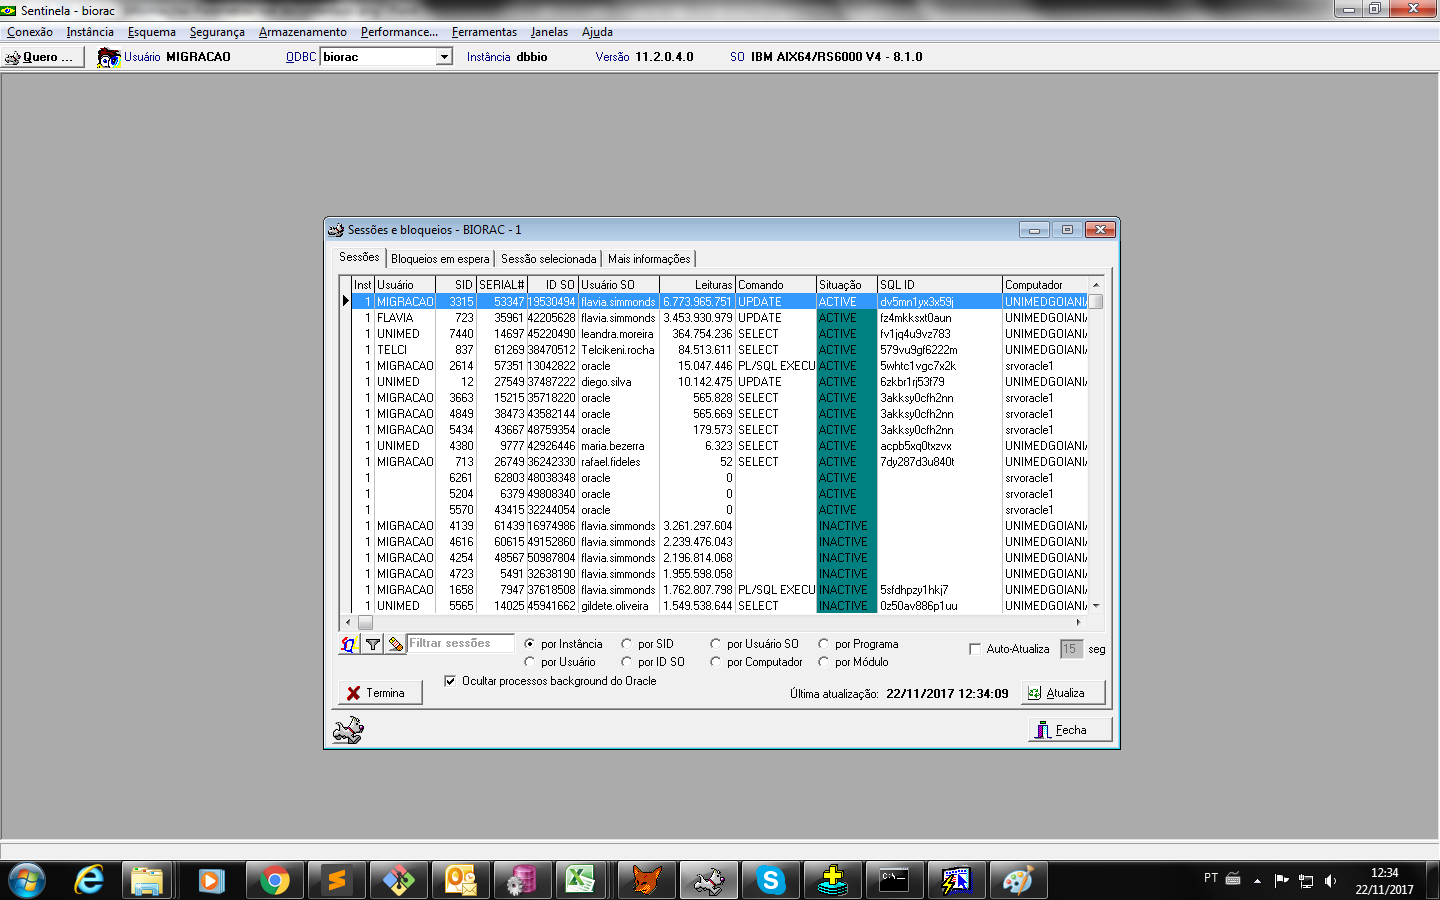 Sentinela - biorac
Conexão Instância Esquema Segurança Armazenamento Performance... Ferramentas Janelas Ajuda
Quero ... Usuário MIGRACAO ODBC biorac Instância dbbio Versão 11.2.0.4.0 SO IBM AIX64/RS6000 V4 - 8.1.0
Sessões e bloqueios - BIORAC - 1
Sessões Bloqueios em espera Sessão selecionada Mais informações
Inst Usuário SID SERIAL# ID SO Usuário SO Leituras Comando Situação SQL ID Computador
1 MIGRACAO 3315 53347 19530494 flavia.simmonds 6.773.965.751 UPDATE ACTIVE dv5mn1yx3x59j UNIMEDGOIANI
1 FLAVIA 723 35961 42205628 flavia.simmonds 3.453.930.979 UPDATE ACTIVE fz4mkksxt0aun UNIMEDGOIANI
1 UNIMED 7440 14697 45220490 leandra.moreira 364.754.236 SELECT ACTIVE fv1jq4u9vz783 UNIMEDGOIANI
1 TELCI 837 61269 38470512 Telcikeni.rocha 84.513.611 SELECT ACTIVE 579vu9gf6222m UNIMEDGOIANI
1 MIGRACAO 2614 57351 13042822 oracle 15.047.446 PL/SQL EXECU ACTIVE 5whtc1vgc7x2k srvoracle1
1 UNIMED 12 27549 37487222 diego.silva 10.142.475 UPDATE ACTIVE 6zkbr1rj53f79 UNIMEDGOIANI
1 MIGRACAO 3663 15215 35718220 oracle 565.828 SELECT ACTIVE 3akksy0cfh2nn srvoracle1
1 MIGRACAO 4849 38473 43582144 oracle 565.669 SELECT ACTIVE 3akksy0cfh2nn srvoracle1
1 MIGRACAO 5434 43667 48759354 oracle 179.573 SELECT ACTIVE 3akksy0cfh2nn srvoracle1
1 UNIMED 4380 9777 42926446 maria.bezerra 6.323 SELECT ACTIVE acpb5xq0txzvx UNIMEDGOIANI
1 MIGRACAO 713 26749 36242330 rafael.fideles 52 SELECT ACTIVE 7dy287d3u840t UNIMEDGOIANI
1 6261 62803 48038348 oracle 0 ACTIVE srvoracle1
1 5204 6379 49808340 oracle 0 ACTIVE srvoracle1
1 5570 43415 32244054 oracle 0 ACTIVE srvoracle1
1 MIGRACAO 4139 61439 16974986 flavia.simmonds 3.261.297.604 INACTIVE UNIMEDGOIANI
1 MIGRACAO 4616 60615 49152860 flavia.simmonds 2.239.476.043 INACTIVE UNIMEDGOIANI
1 MIGRACAO 4254 48567 50987804 flavia.simmonds 2.196.814.068 INACTIVE UNIMEDGOIANI
1 MIGRACAO 4723 5491 32638190 flavia.simmonds 1.955.598.058 INACTIVE UNIMEDGOIANI
1 MIGRACAO 1658 7947 37618508 flavia.simmonds 1.762.807.798 PL/SQL EXECU INACTIVE 5sfdhpzy1hkj7 UNIMEDGOIANI
1 UNIMED 5565 14025 45941662 gildete.oliveira 1.549.538.644 SELECT INACTIVE 0z50av886p1uu UNIMEDGOIANI
Filtrar sessões por Instância por SID por Usuário SO por Programa Auto-Atualiza 15 seg
por Usuário por ID SO por Computador por Módulo
Ocultar processos background do Oracle
Termina Última atualização: 22/11/2017 12:34:09 Atualiza
Fecha
PT 12:34
22/11/2017